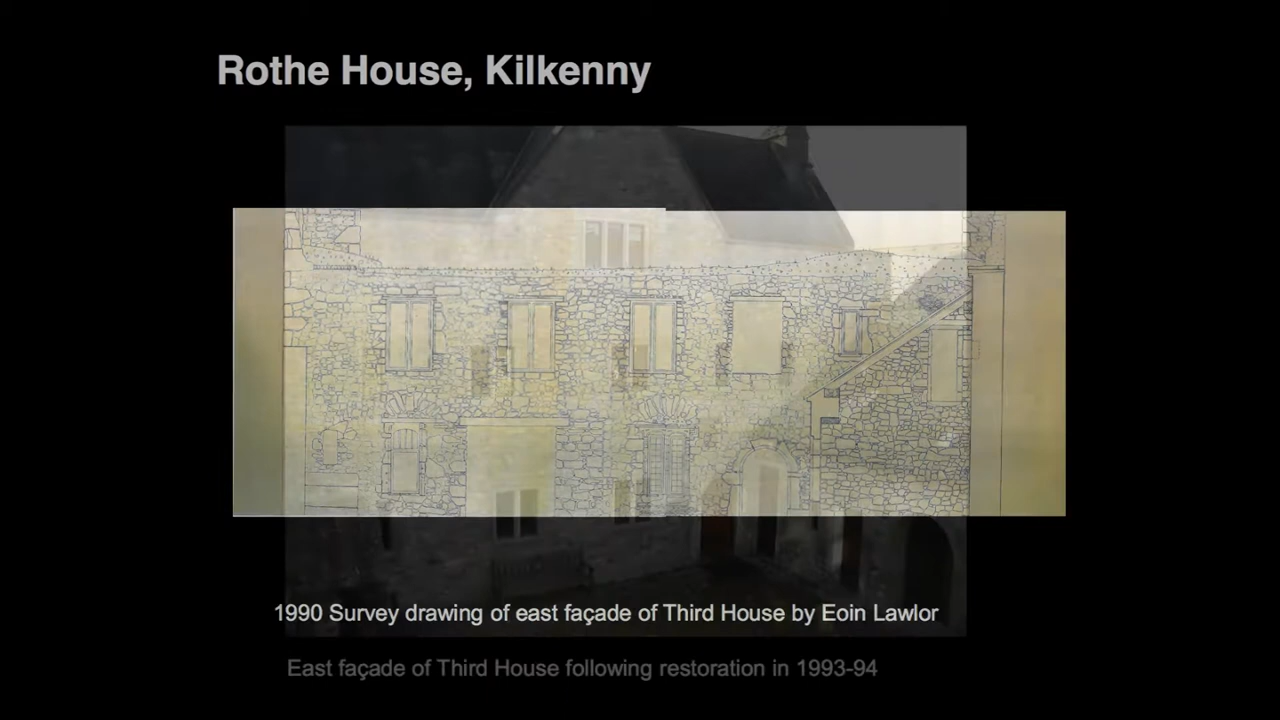 Rothe House, Kilkenny
1990 Survey drawing of east façade of Third House by Eoin Lawlor
East façade of Third House following restoration in 1993-94